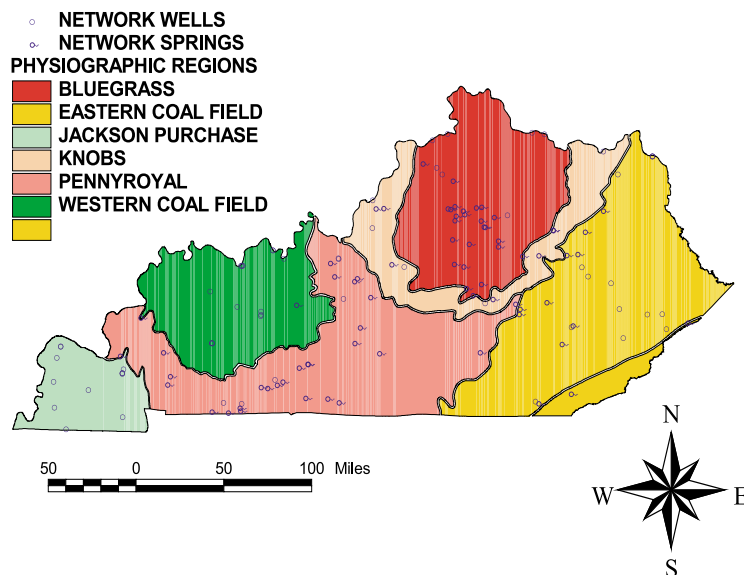 NETWORK WELLS
NETWORK SPRINGS
PHYSIOGRAPHIC REGIONS
BLUEGRASS
EASTERN COAL FIELD
JACKSON PURCHASE
KNOBS
PENNYROYAL
WESTERN COAL FIELD
50 0 50 100 Miles
N
W E
S